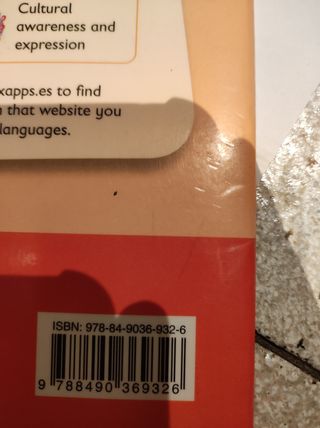 Cultural
awareness and
expression
xapps.es to find
that website you
languages.
ISBN: 978-84-9036-932-6
9 788490 369326